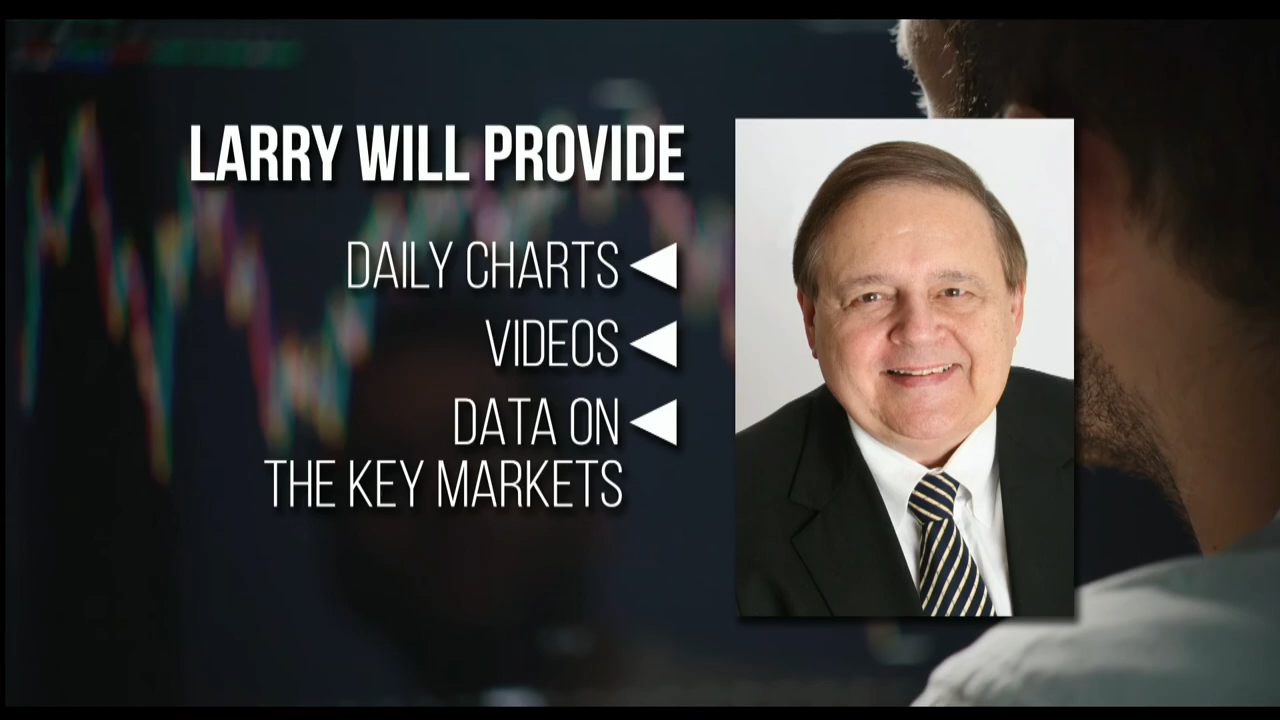 LARRY WILL PROVIDE
DAILY CHARTS
VIDEOS
DATA ON
THE KEY MARKETS